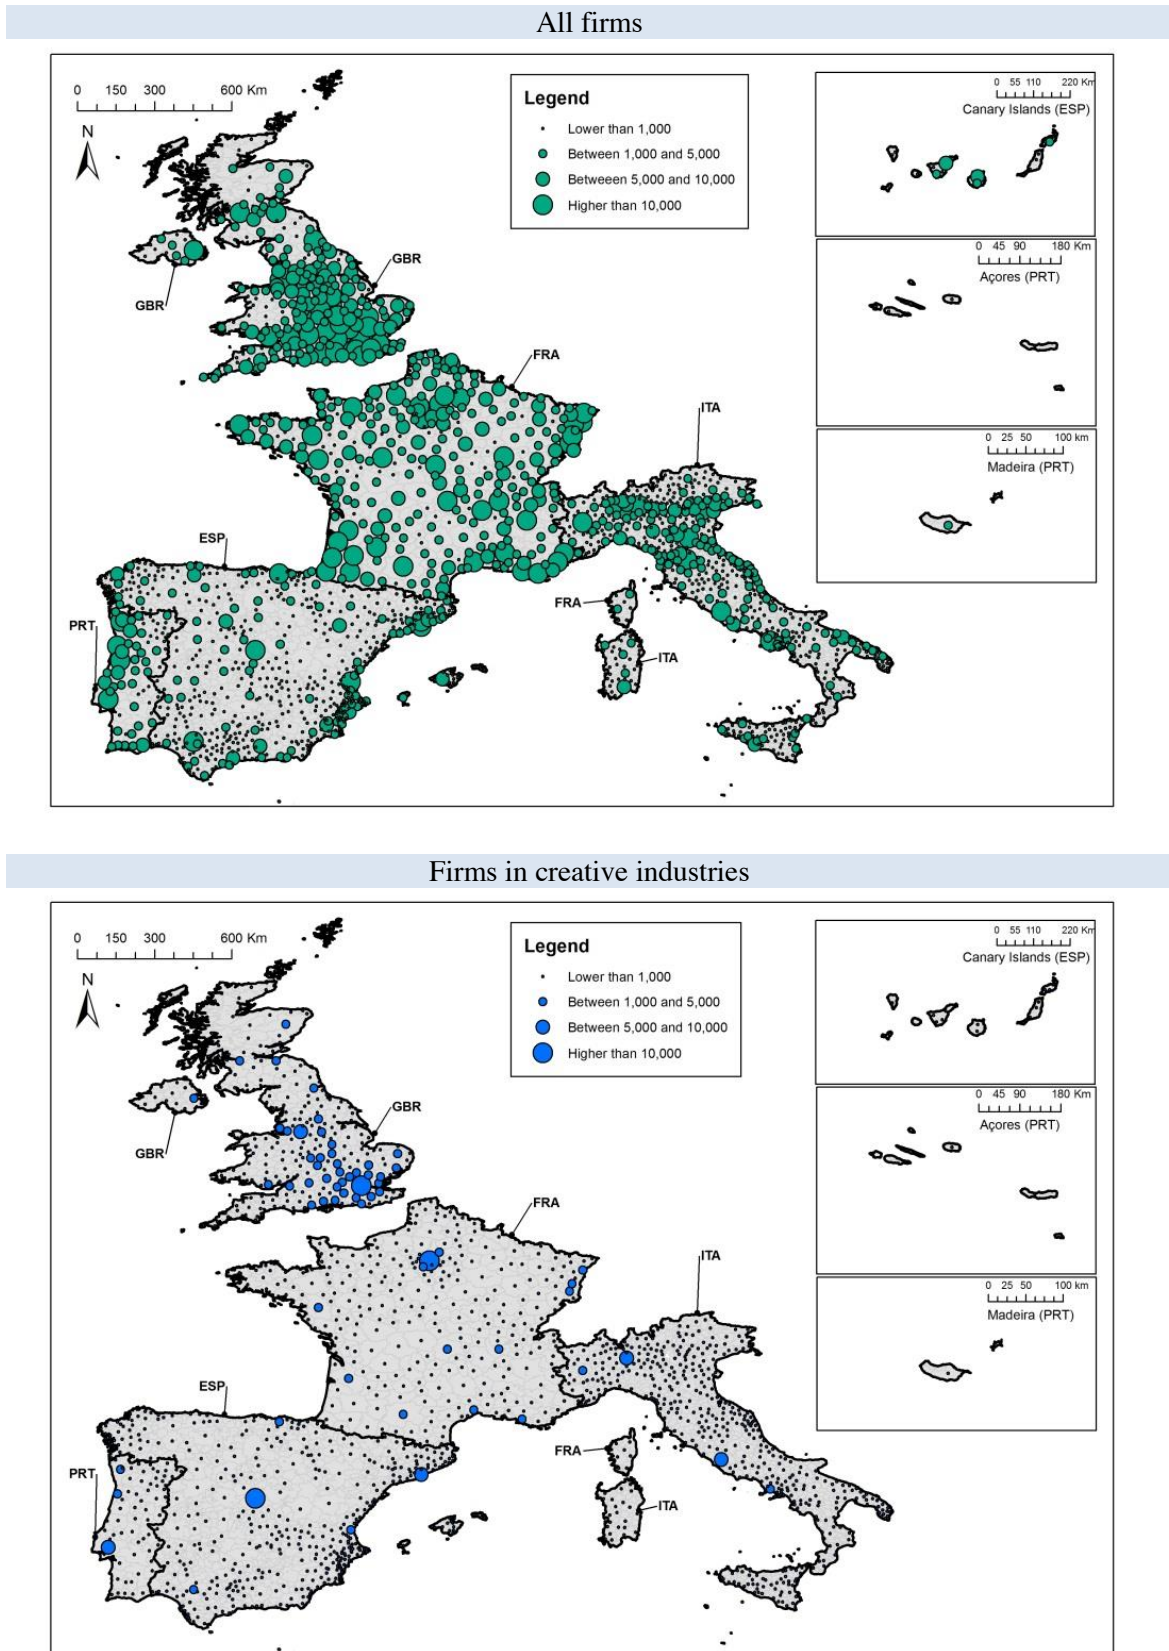 All firms
0 150 300 600 Km
N
Legend
Lower than 1,000
Between 1,000 and 5,000
Betweeen 5,000 and 10,000
Higher than 10,000
0 55 110 220 Km
Canary Islands (ESP)
0 45 90 180 Km
Açores (PRT)
0 25 50 100 km
Madeira (PRT)
GBR
GBR
FRA
ITA
ESP
FRA
PRT
ITA
Firms in creative industries
0 150 300 600 Km
N
Legend
Lower than 1,000
Between 1,000 and 5,000
Between 5,000 and 10,000
Higher than 10,000
0 55 110 220 Km
Canary Islands (ESP)
0 45 90 180 Km
Açores (PRT)
0 25 50 100 km
Madeira (PRT)
GBR
GBR
FRA
ITA
ESP
FRA
PRT
ITA